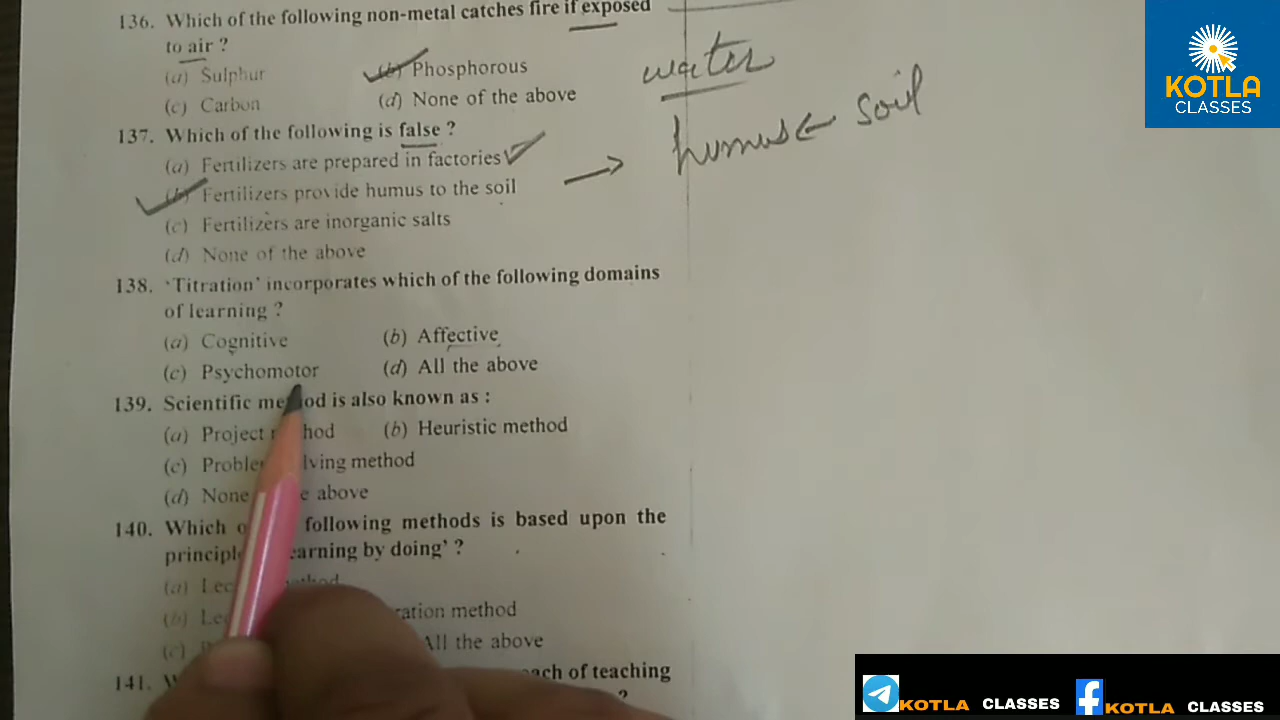 136. Which of the following non-metal catches fire if exposed
to air ?
(a) Sulphur (b) Phosphorous
(c) Carbon (d) None of the above
137. Which of the following is false ?
(a) Fertilizers are prepared in factories
(b) Fertilizers provide humus to the soil
(c) Fertilizers are inorganic salts
(d) None of the above
138. ‘Titration’ incorporates which of the following domains
of learning ?
(a) Cognitive (b) Affective
(c) Psychomotor (d) All the above
139. Scientific method is also known as :
(a) Project (b) Heuristic method
(c) method
(d) None above
140. Which following methods is based upon the
by doing’ ?
(a)
(b) method
(c) All the above
141. of teaching
?
water
humus ← soil
KOTLA
CLASSES
KOTLA CLASSES
KOTLA CLASSES